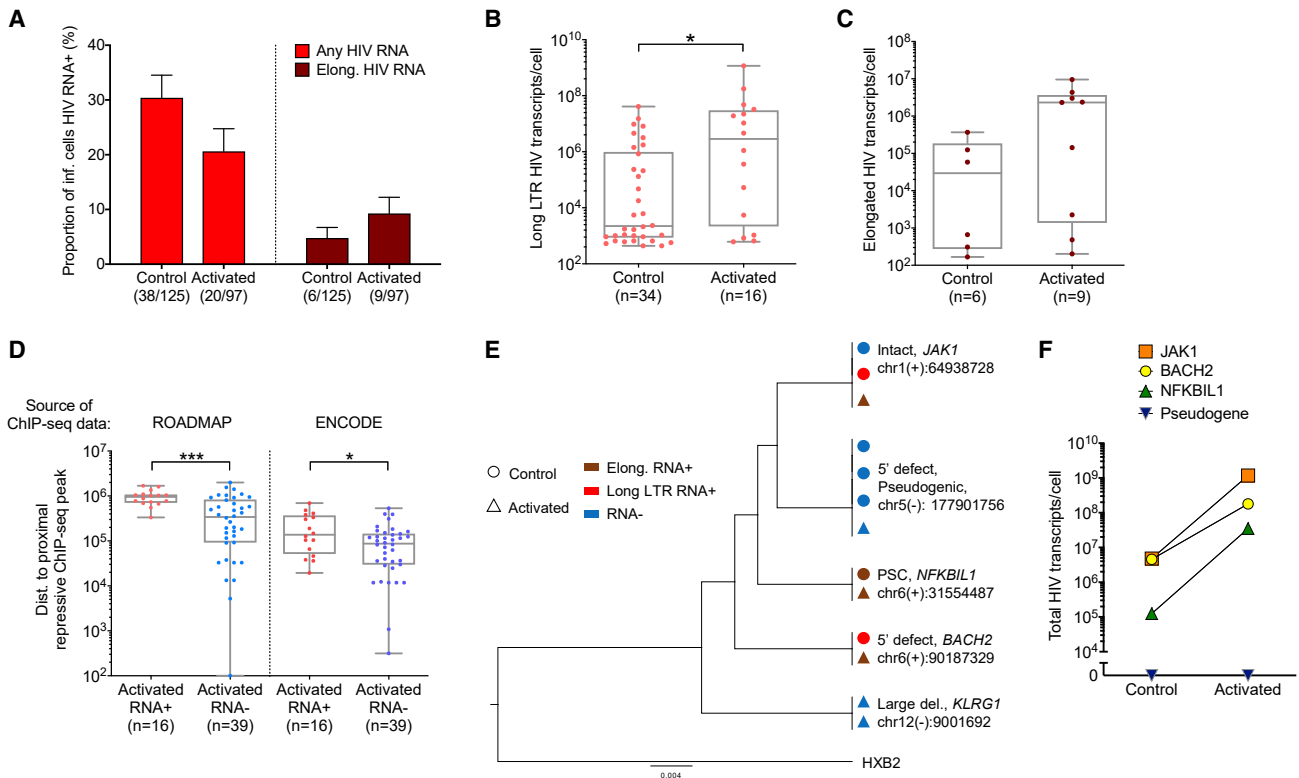 A
Proportion of inf. cells HIV RNA+ (%)
40
30
20
10
0
Any HIV RNA
Elong. HIV RNA
Control
(38/125)
Activated
(20/97)
Control
(6/125)
Activated
(9/97)
B
Long LTR HIV transcripts/cell
10^10
10^8
10^6
10^4
10^2
*
Control
(n=34)
Activated
(n=16)
C
Elongated HIV transcripts/cell
10^8
10^7
10^6
10^5
10^4
10^3
10^2
Control
(n=6)
Activated
(n=9)
D
Source of
ChIP-seq data:
ROADMAP
ENCODE
Dist. to proximal
repressive ChIP-seq peak
10^7
10^6
10^5
10^4
10^3
10^2
***
*
Activated
RNA+
(n=16)
Activated
RNA-
(n=39)
Activated
RNA+
(n=16)
Activated
RNA-
(n=39)
E
Control
Activated
Elong. RNA+
Long LTR RNA+
RNA-
Intact, JAK1
chr1(+):64938728
5' defect,
Pseudogenic,
chr5(-): 177901756
PSC, NFKBIL1
chr6(+):31554487
5' defect, BACH2
chr6(+):90187329
Large del., KLRG1
chr12(-):9001692
HXB2
0.004
F
JAK1
BACH2
NFKBIL1
Pseudogene
Total HIV transcripts/cell
10^10
10^9
10^8
10^7
10^6
10^5
10^4
0
Control
Activated